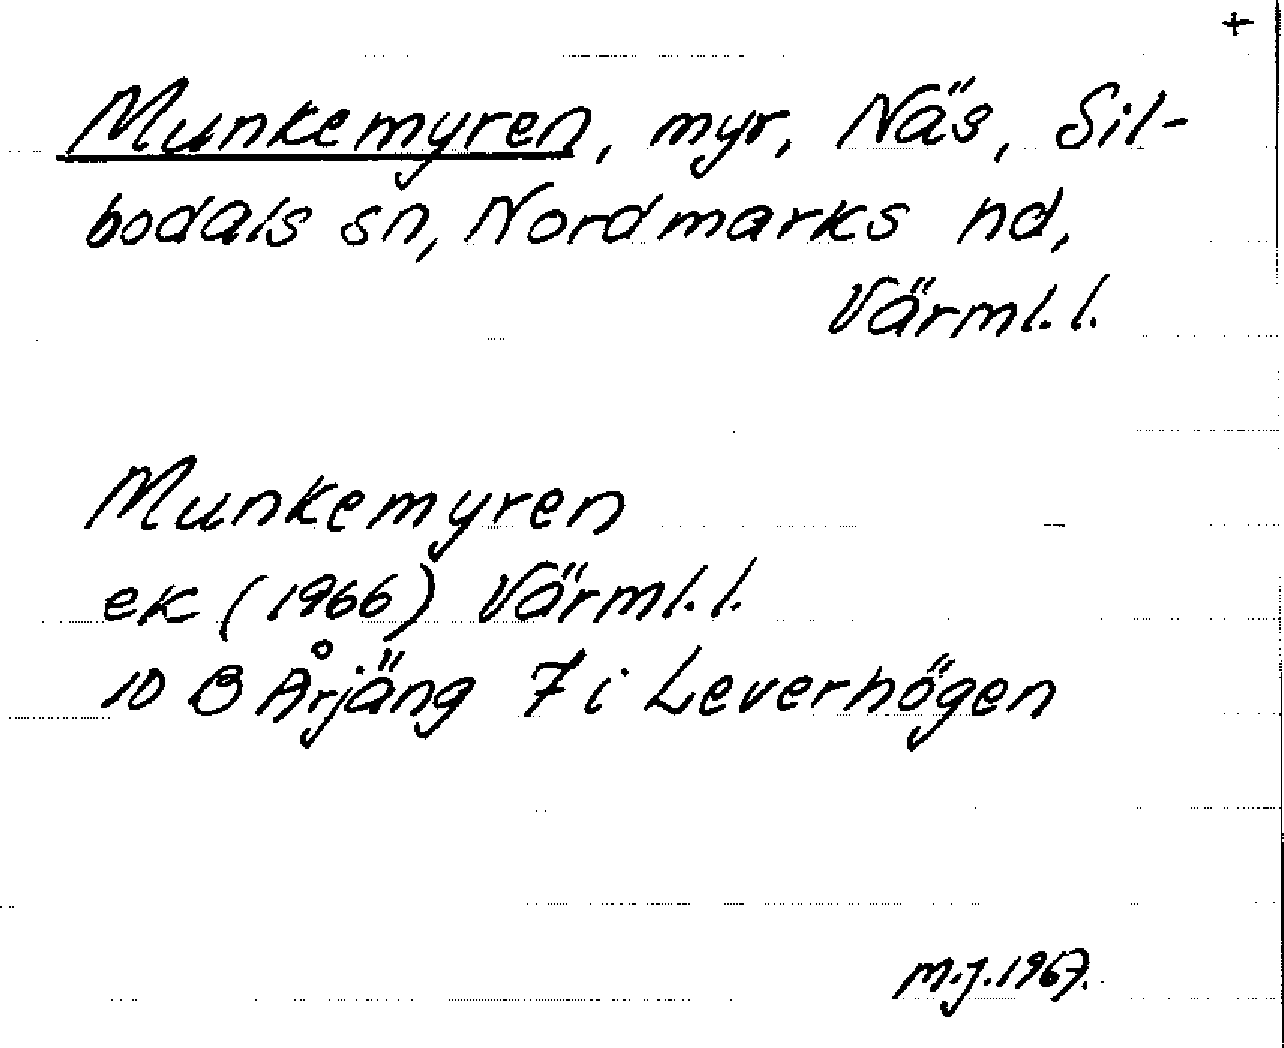 +
Munkemyren, myr, Näs, Sil-
bodals sn, Nordmarks hd,
Värml. l.
Munkemyren
ek (1966) Värml. l.
10 B Årjäng 7 i Leverhögen
M.J. 1967.